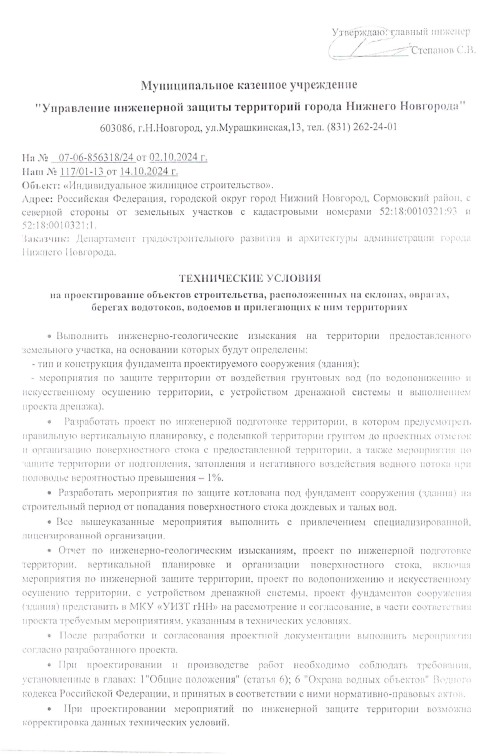 Утверждаю: главный инженер
Степанов С.В.
Муниципальное казенное учреждение
"Управление инженерной защиты территорий города Нижнего Новгорода"
603086, г.Н.Новгород, ул.Мурашкинская,13, тел. (831) 262-24-01
На № 07-06-856318/24 от 02.10.2024 г.
Наш № 117/01-13 от 14.10.2024 г.
Объект: «Индивидуальное жилищное строительство».
Адрес: Российская Федерация, городской округ город Нижний Новгород, Сормовский район, с
северной стороны от земельных участков с кадастровыми номерами 52:18:0010321:93 и
52:18:0010321:1.
Заказчик: Департамент градостроительного развития и архитектуры администрации города
Нижнего Новгорода.
ТЕХНИЧЕСКИЕ УСЛОВИЯ
на проектирование объектов строительства, расположенных на склонах, оврагах,
берегах водотоков, водоемов и прилегающих к ним территориях
• Выполнить инженерно-геологические изыскания на территории предоставленного
земельного участка, на основании которых будут определены:
- тип и конструкция фундамента проектируемого сооружения (здания);
- мероприятия по защите территории от воздействия грунтовых вод (по водопонижению и
искусственному осушению территории, с устройством дренажной системы и выполнением
проекта дренажа).
• Разработать проект по инженерной подготовке территории, в котором предусмотреть
правильную вертикальную планировку, с подсыпкой территории грунтом до проектных отметок
и организацию поверхностного стока с предоставленной территории, а также мероприятия по
защите территории от подтопления, затопления и негативного воздействия водного потока при
половодье вероятностью превышения – 1%.
• Разработать мероприятия по защите котлована под фундамент сооружения (здания) на
строительный период от попадания поверхностного стока дождевых и талых вод.
• Все вышеуказанные мероприятия выполнить с привлечением специализированной,
лицензированной организации.
• Отчет по инженерно-геологическим изысканиям, проект по инженерной подготовке
территории, вертикальной планировке и организации поверхностного стока, включая
мероприятия по инженерной защите территории, проект по водопонижению и искусственному
осушению территории, с устройством дренажной системы, проект фундаментов сооружения
(здания) представить в МКУ «УИЗТ гНН» на рассмотрение и согласование, в части соответствия
проекта требуемым мероприятиям, указанным в технических условиях.
• После разработки и согласования проектной документации выполнить мероприятия
согласно разработанного проекта.
• При проектировании и производстве работ необходимо соблюдать требования,
установленные в главах: 1"Общие положения" (статья 6); 6 "Охрана водных объектов" Водного
кодекса Российской Федерации, и принятых в соответствии с ними нормативно-правовых актов.
• При проектировании мероприятий по инженерной защите территории возможна
корректировка данных технических условий.